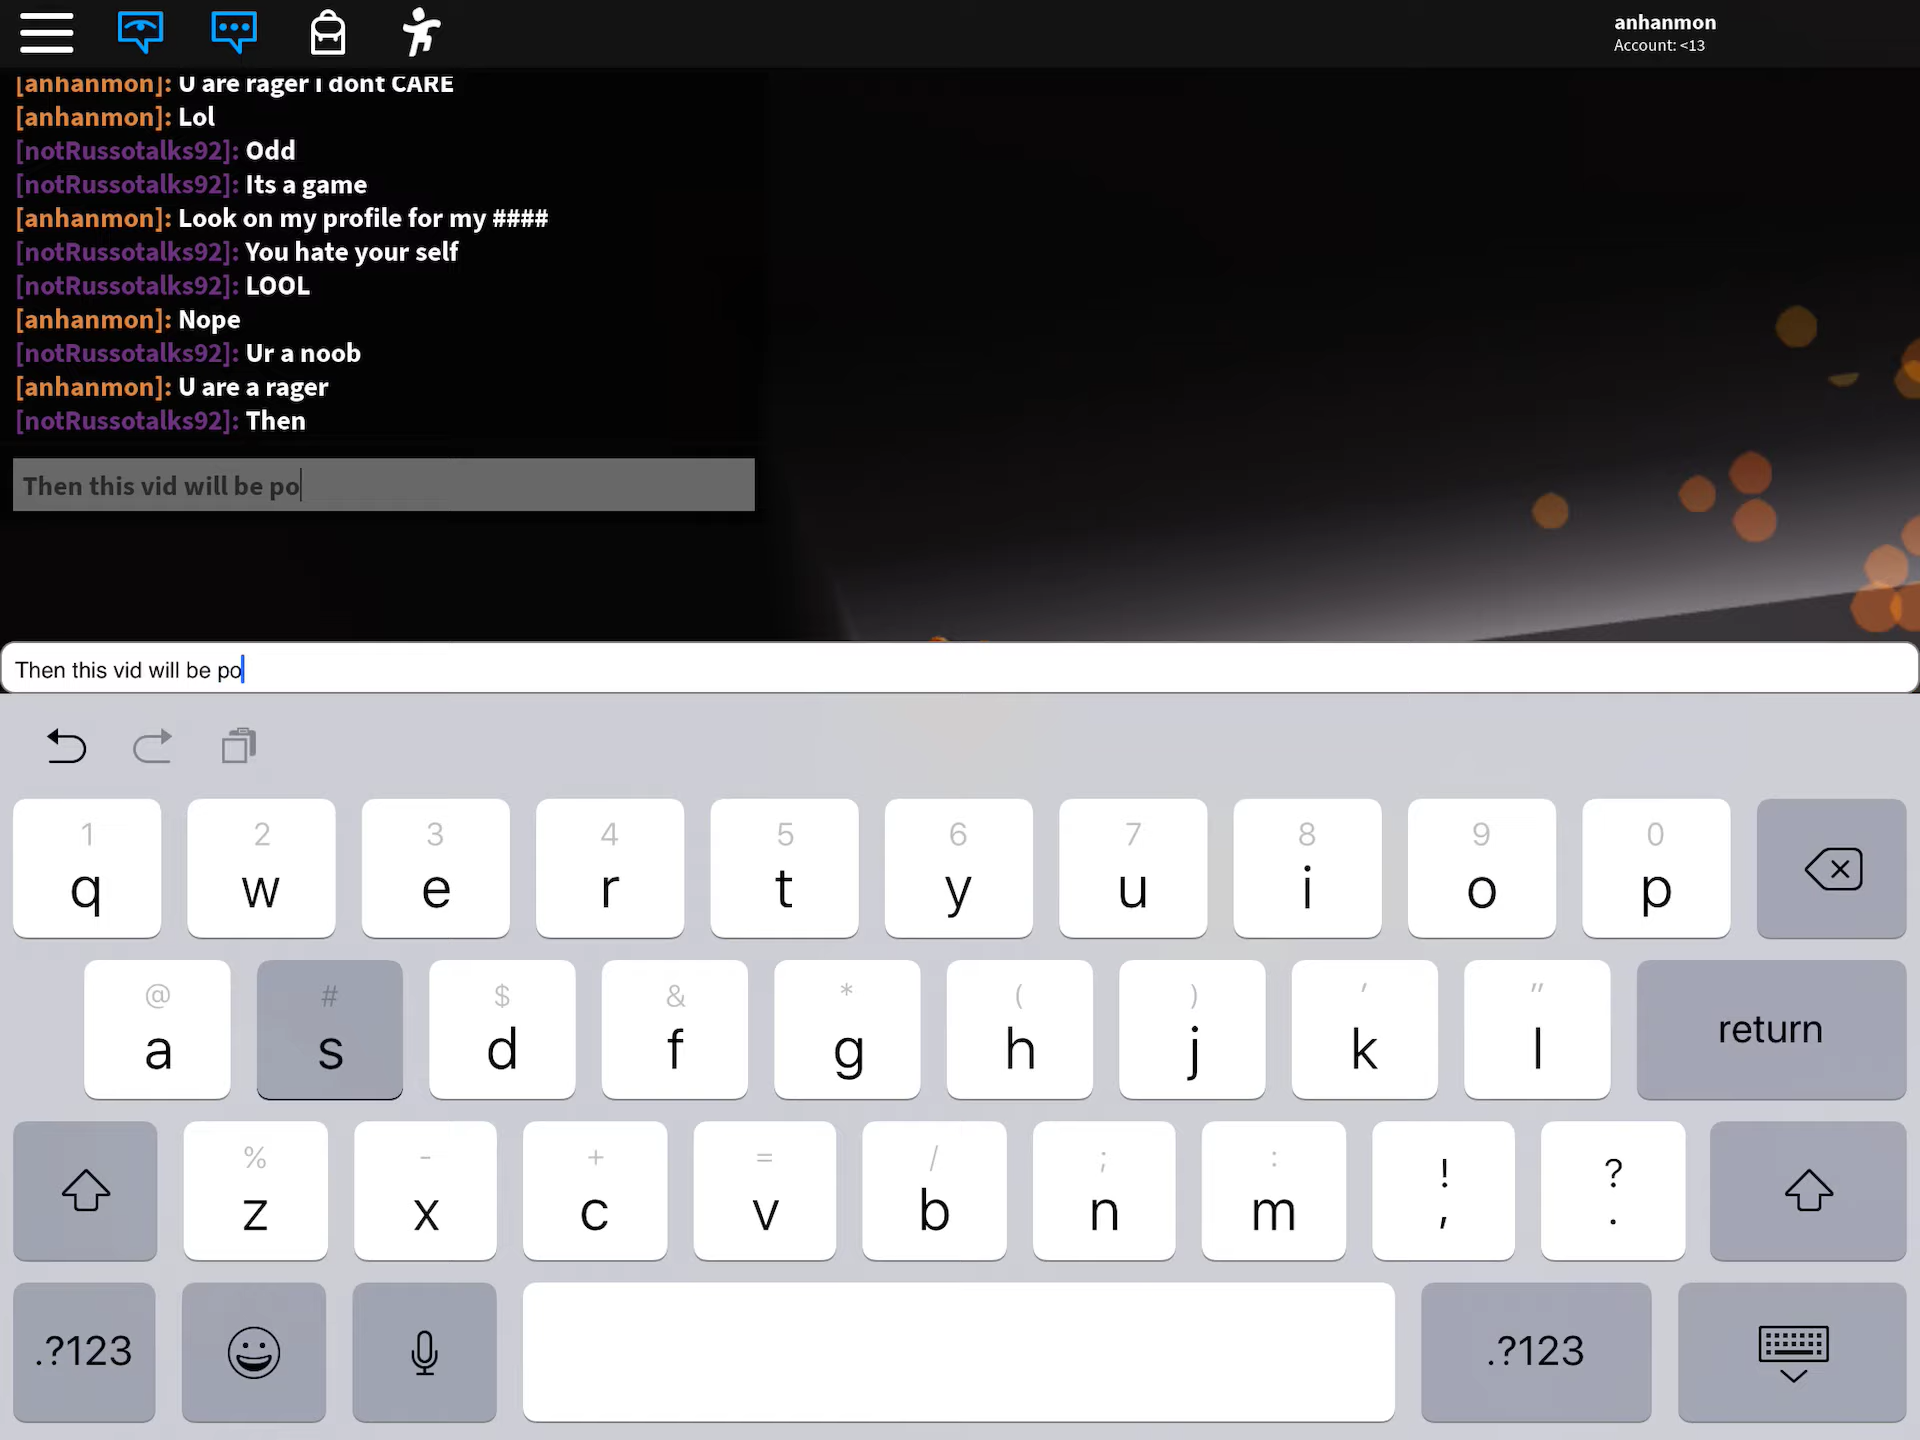 anhanmon
Account: <13
[anhanmon]: U are rager i dont CARE
[anhanmon]: Lol
[notRussotalks92]: Odd
[notRussotalks92]: Its a game
[anhanmon]: Look on my profile for my ####
[notRussotalks92]: You hate your self
[notRussotalks92]: LOOL
[anhanmon]: Nope
[notRussotalks92]: Ur a noob
[anhanmon]: U are a rager
[notRussotalks92]: Then
Then this vid will be po
Then this vid will be po
1 2 3 4 5 6 7 8 9 0
q w e r t y u i o p
@ # $ & * ( ) ' "
a s d f g h j k l return
% - + = / ; : ! ?
z x c v b n m , .
.?123 .?123